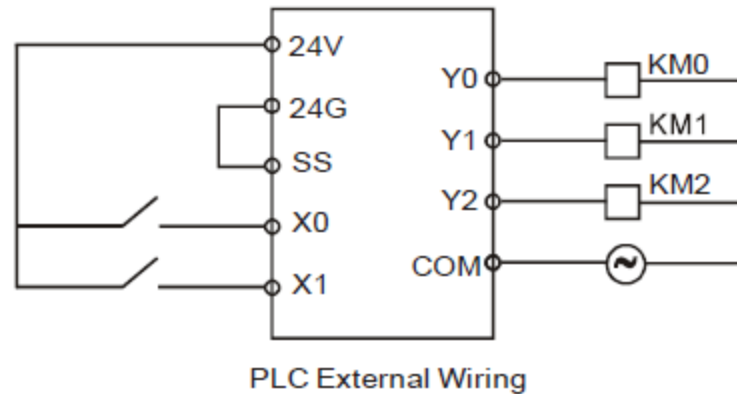 24V
24G
SS
X0
X1
Y0
Y1
Y2
COM
KM0
KM1
KM2
~
PLC External Wiring